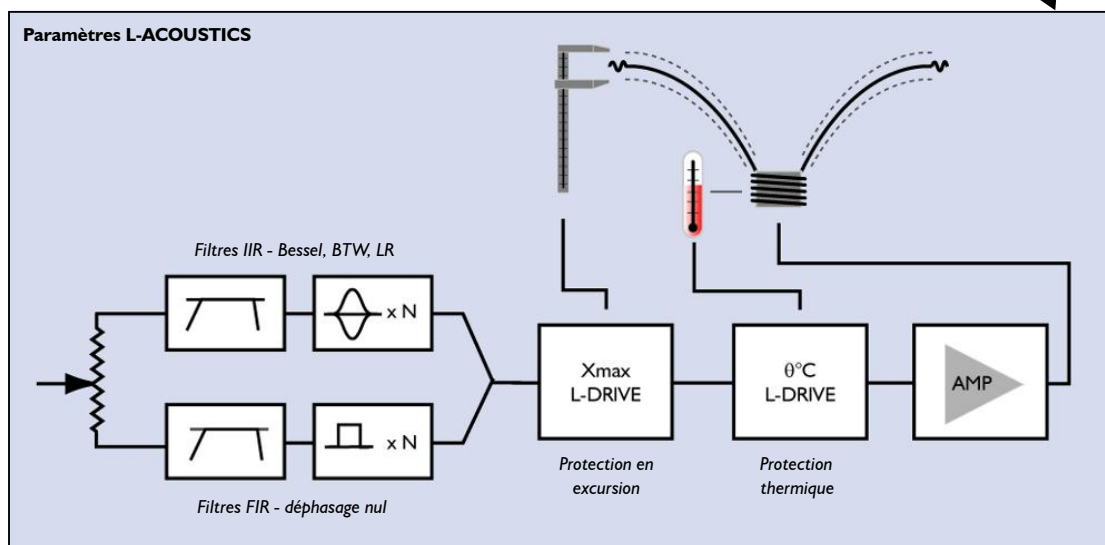 Paramètres L-ACOUSTICS
Filtres IIR - Bessel, BTW, LR
x N
x N
Filtres FIR - déphasage nul
Xmax
L-DRIVE
θ°C
L-DRIVE
AMP
Protection en
excursion
Protection
thermique